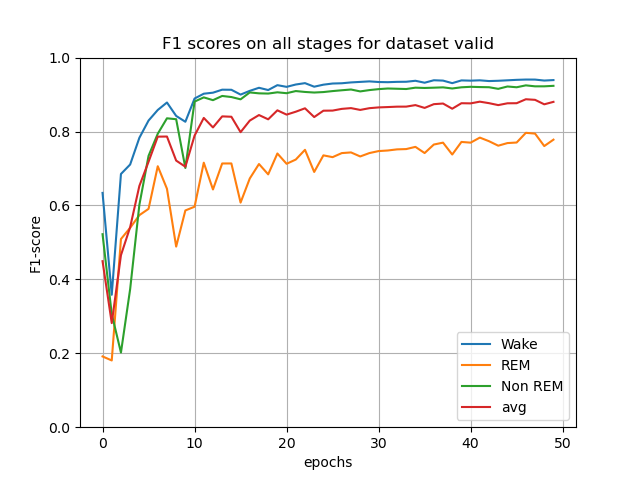 F1 scores on all stages for dataset valid
1.0
0.8
0.6
0.4
0.2
0.0
F1-score
0 10 20 30 40 50
epochs
Wake
REM
Non REM
avg